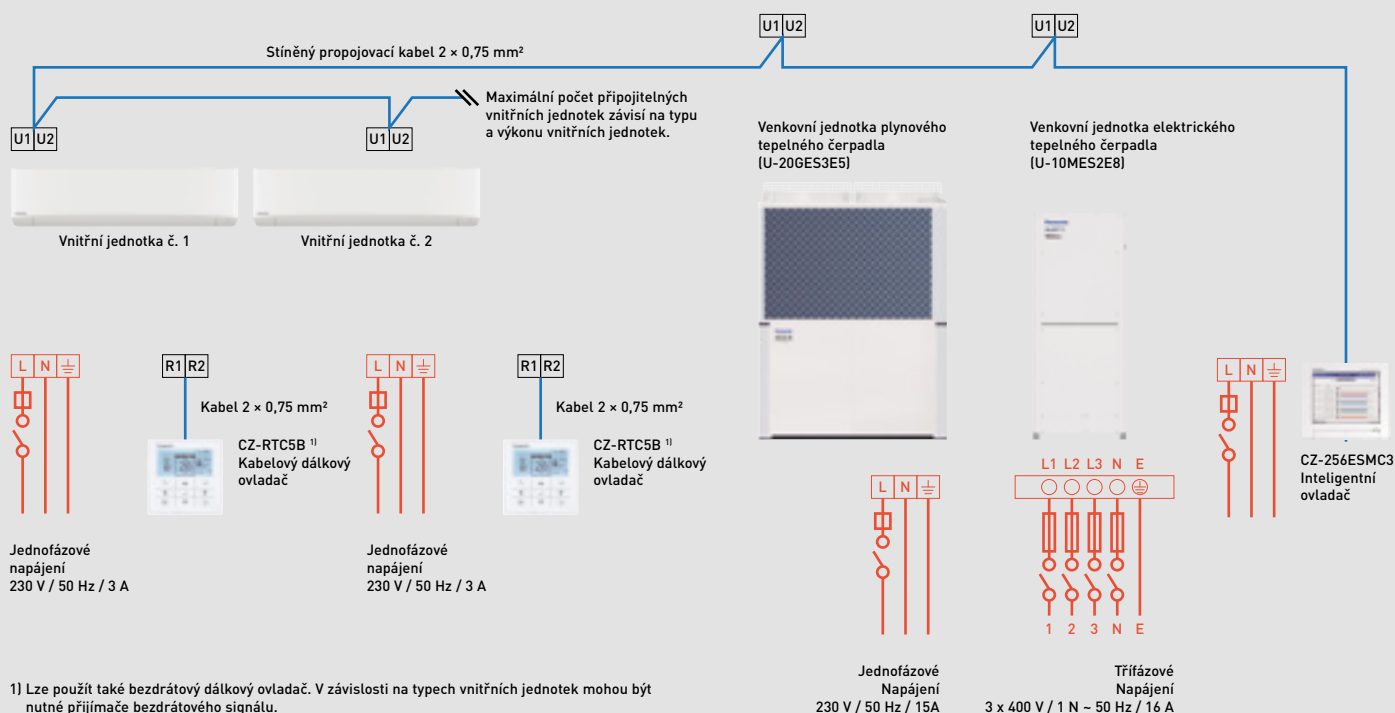 U1 U2
U1 U2
Stíněný propojovací kabel 2 × 0,75 mm²
Maximální počet připojitelných
vnitřních jednotek závisí na typu
a výkonu vnitřních jednotek.
U1 U2
U1 U2
Venkovní jednotka plynového
tepelného čerpadla
(U-20GES3E5)
Venkovní jednotka elektrického
tepelného čerpadla
(U-10MES2E8)
Vnitřní jednotka č. 1
Vnitřní jednotka č. 2
L N
R1 R2
L N
R1 R2
L N
Kabel 2 × 0,75 mm²
Kabel 2 × 0,75 mm²
CZ-RTC5B 1)
Kabelový dálkový
ovladač
CZ-RTC5B 1)
Kabelový dálkový
ovladač
CZ-256ESMC3
Inteligentní
ovladač
L N
L1 L2 L3 N E
Jednofázové
napájení
230 V / 50 Hz / 3 A
Jednofázové
napájení
230 V / 50 Hz / 3 A
1 2 3 N E
Jednofázové
Napájení
230 V / 50 Hz / 15A
Třífázové
Napájení
3 x 400 V / 1 N ~ 50 Hz / 16 A
1) Lze použít také bezdrátový dálkový ovladač. V závislosti na typech vnitřních jednotek mohou být
nutné přijímače bezdrátového signálu.